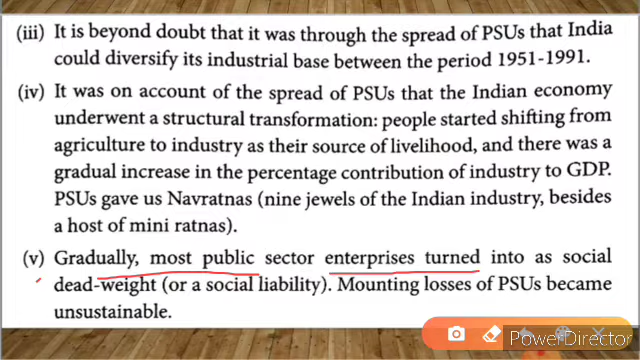 (iii) It is beyond doubt that it was through the spread of PSUs that India
could diversify its industrial base between the period 1951-1991.
(iv) It was on account of the spread of PSUs that the Indian economy
underwent a structural transformation: people started shifting from
agriculture to industry as their source of livelihood, and there was a
gradual increase in the percentage contribution of industry to GDP.
PSUs gave us Navratnas (nine jewels of the Indian industry, besides
a host of mini ratnas).
(v) Gradually, most public sector enterprises turned into as social
dead-weight (or a social liability). Mounting losses of PSUs became
unsustainable.
PowerDirector